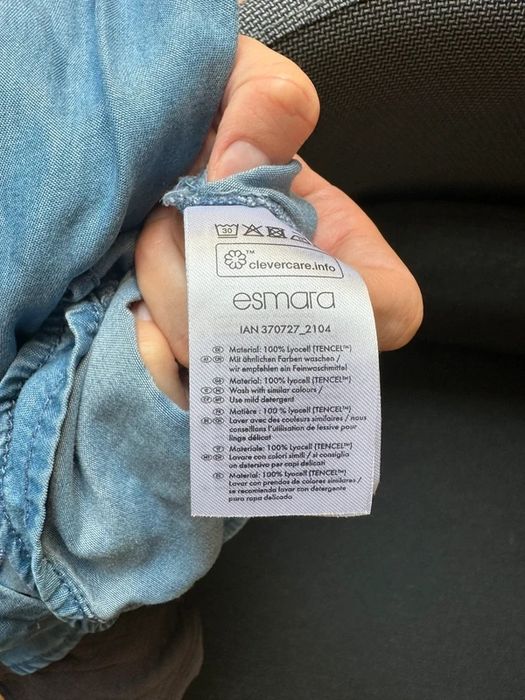 30
clevercare.info
esmara
IAN 370727_2104
Material: 100% Lyocell (TENCEL™)
Mit ähnlichen Farben waschen /
wir empfehlen ein Feinwaschmittel
Material: 100% Lyocell (TENCEL™)
Wash with similar colours /
Use mild detergent
Matière : 100 % lyocell (TENCEL™)
Laver avec des couleurs similaires / nous
conseillons l'utilisation de lessive pour
linge délicat
Materiale: 100% Lyocell (TENCEL™)
Lavare con colori simili / si consiglia
un detersivo per capi delicati
Material: 100% Lyocell (TENCEL™)
Lavar con prendas de colores similares /
se recomienda lavar con detergente
para ropa delicada